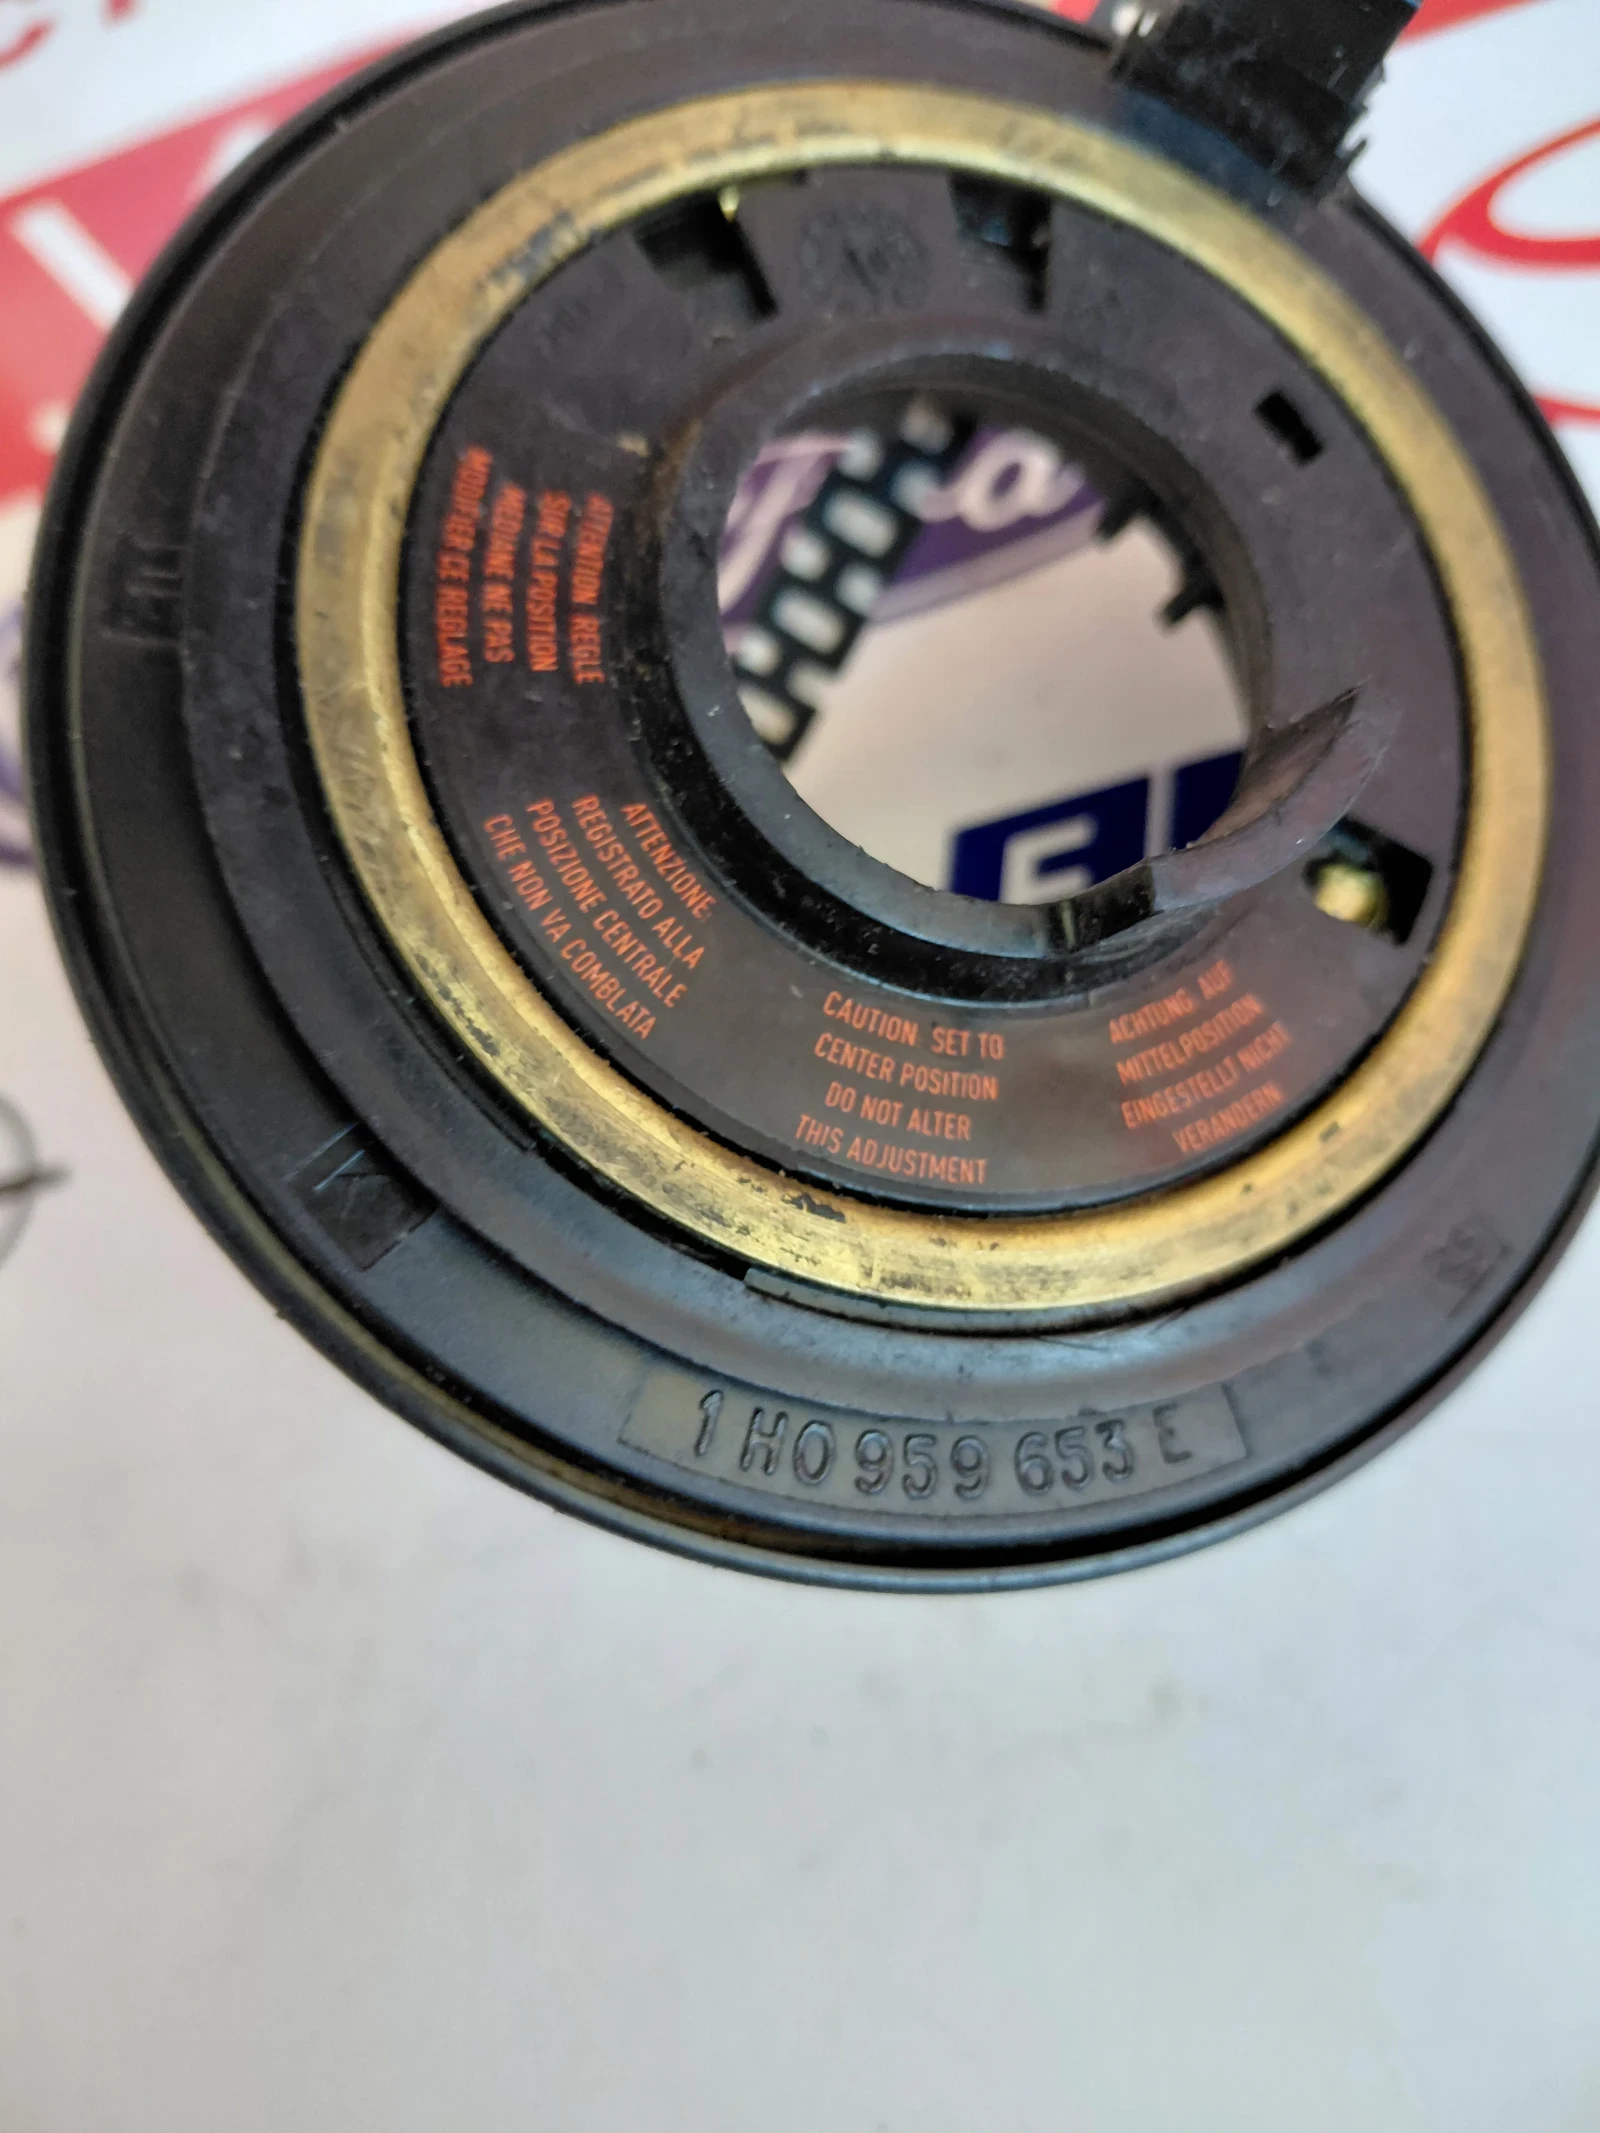 ATTENTION REGLE
SUR LA POSITION
MEDIANE NE PAS
MODIFIER CE REGLAGE
ATTENZIONE:
REGISTRATO ALLA
POSIZIONE CENTRALE
CHE NON VA COMBLATA
CAUTION SET TO
CENTER POSITION
DO NOT ALTER
THIS ADJUSTMENT
ACHTUNG AUF
MITTELPOSITION
EINGESTELLT NICHT
VERANDERN
1H0 959 653 E
E